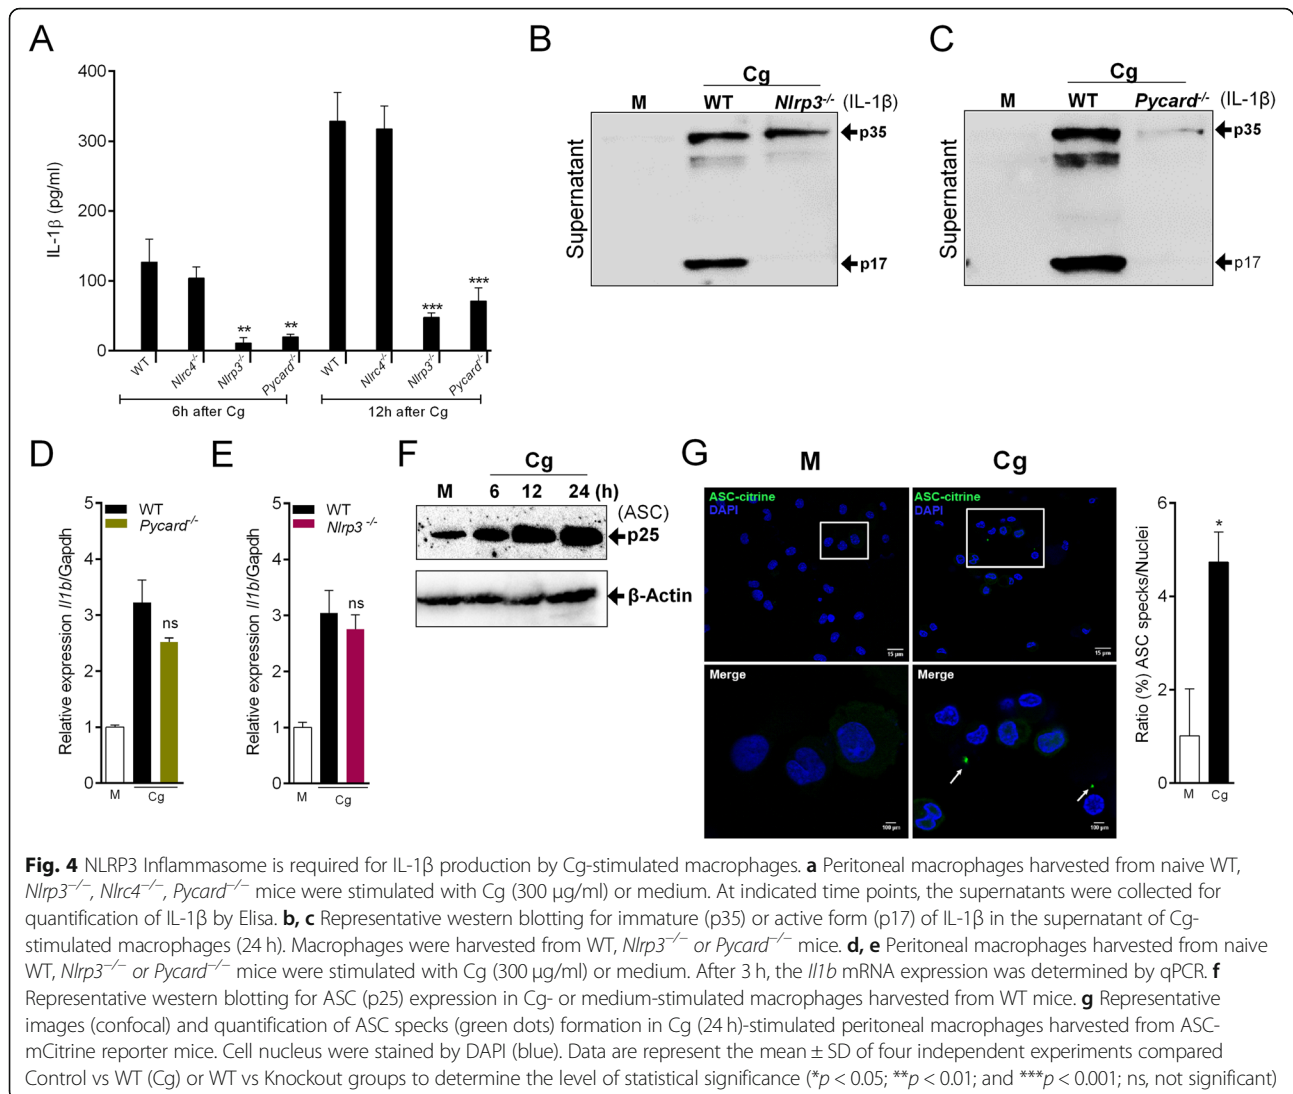 A
400
300
200
100
0
IL-1β (pg/ml)
WT
Nlrc4-/-
Nlrp3-/-
Pycard-/-
WT
Nlrc4-/-
Nlrp3-/-
Pycard-/-
**
**
***
***
6h after Cg
12h after Cg
B
Cg
M WT Nlrp3-/- (IL-1β)
Supernatant
p35
p17
C
Cg
M WT Pycard-/- (IL-1β)
Supernatant
p35
p17
D
5
4
3
2
1
0
Relative expression Il1b/Gapdh
WT
Pycard-/-
ns
M
Cg
E
5
4
3
2
1
0
Relative expression Il1b/Gapdh
WT
Nlrp3 -/-
ns
M
Cg
F
Cg
M 6 12 24 (h)
(ASC)
p25
β-Actin
G
M
Cg
ASC-citrine
DAPI
15 µm
ASC-citrine
DAPI
15 µm
Merge
100 µm
Merge
100 µm
6
4
2
0
Ratio (%) ASC specks/Nuclei
*
M
Cg
Fig. 4 NLRP3 Inflammasome is required for IL-1β production by Cg-stimulated macrophages. a Peritoneal macrophages harvested from naive WT,
Nlrp3−/−, Nlrc4−/−, Pycard−/− mice were stimulated with Cg (300 μg/ml) or medium. At indicated time points, the supernatants were collected for
quantification of IL-1β by Elisa. b, c Representative western blotting for immature (p35) or active form (p17) of IL-1β in the supernatant of Cg-
stimulated macrophages (24 h). Macrophages were harvested from WT, Nlrp3−/− or Pycard−/− mice. d, e Peritoneal macrophages harvested from naive
WT, Nlrp3−/− or Pycard−/− mice were stimulated with Cg (300 μg/ml) or medium. After 3 h, the Il1b mRNA expression was determined by qPCR. f
Representative western blotting for ASC (p25) expression in Cg- or medium-stimulated macrophages harvested from WT mice. g Representative
images (confocal) and quantification of ASC specks (green dots) formation in Cg (24 h)-stimulated peritoneal macrophages harvested from ASC-
mCitrine reporter mice. Cell nucleus were stained by DAPI (blue). Data are represent the mean ± SD of four independent experiments compared
Control vs WT (Cg) or WT vs Knockout groups to determine the level of statistical significance (*p < 0.05; **p < 0.01; and ***p < 0.001; ns, not significant)